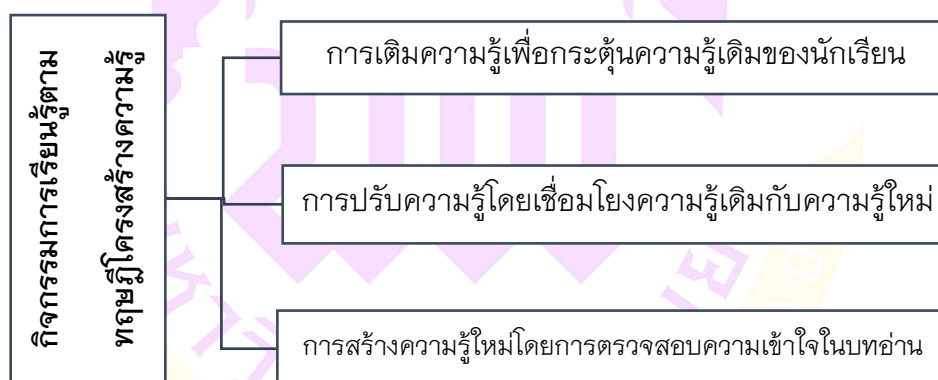 กิจกรรมการเรียนรู้ตาม
ทฤษฎีโครงสร้างความรู้
การเติมความรู้เพื่อกระตุ้นความรู้เดิมของนักเรียน
การปรับความรู้โดยเชื่อมโยงความรู้เดิมกับความรู้ใหม่
การสร้างความรู้ใหม่โดยการตรวจสอบความเข้าใจในบทอ่าน